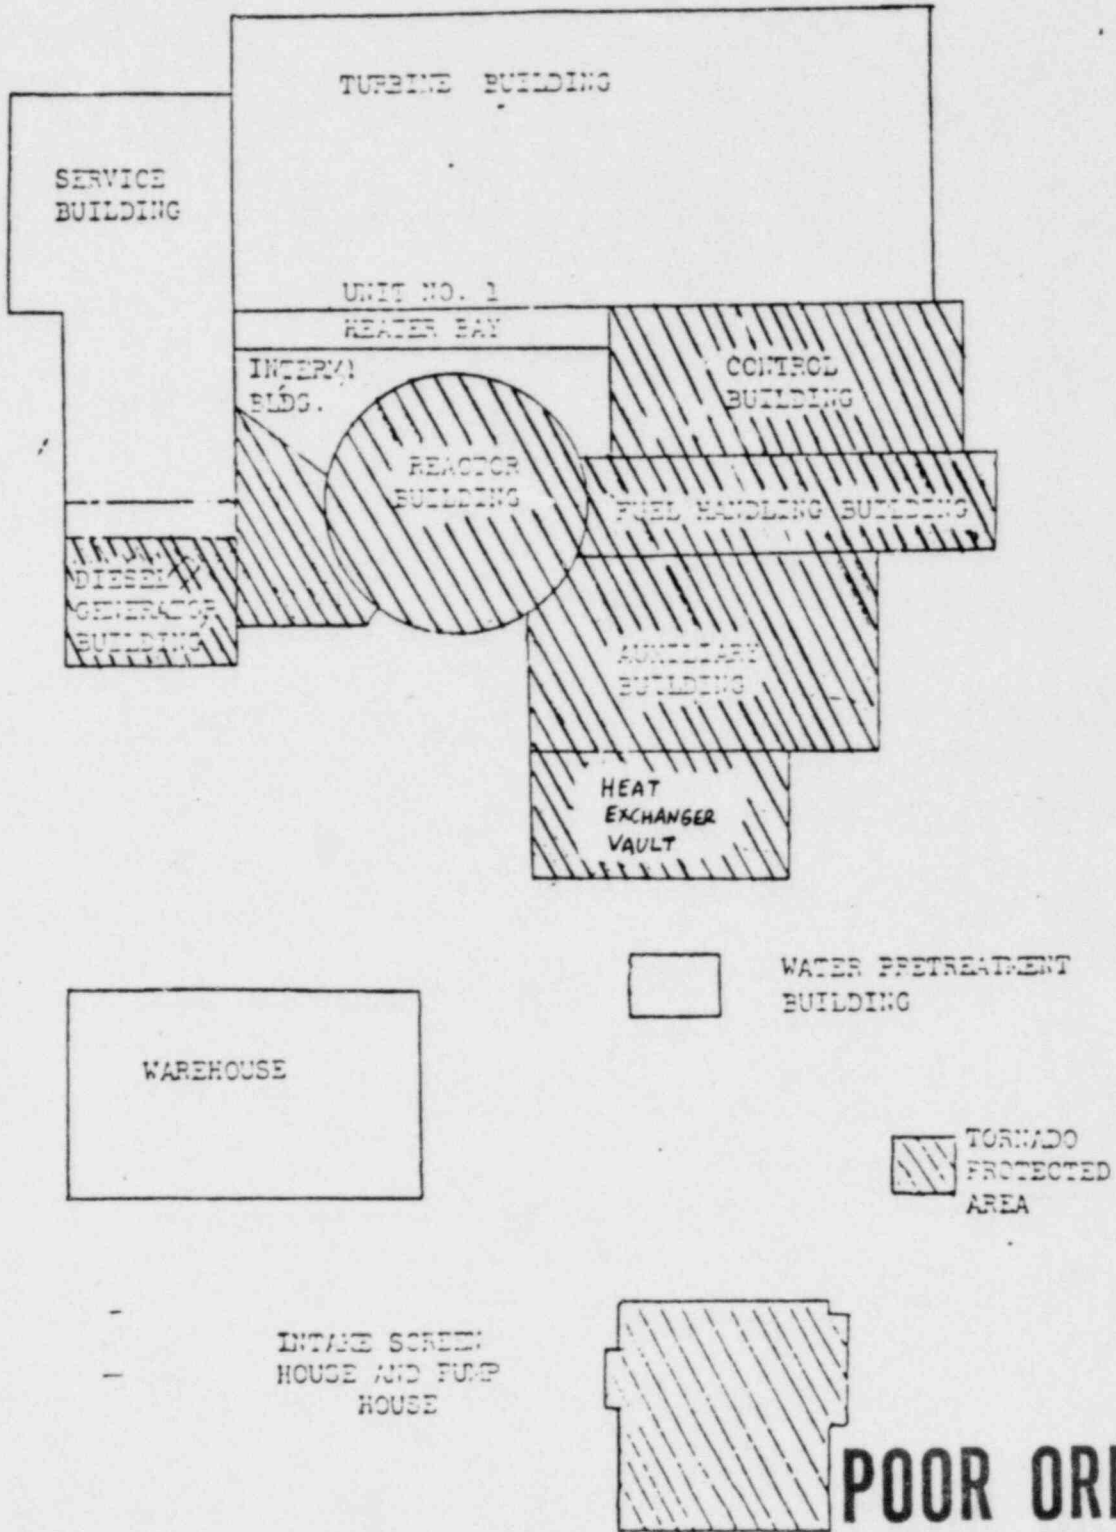 TURBINE BUILDING
SERVICE
BUILDING
UNIT NO. 1
HEATER BAY
BLDG.
CONTROL
BUILDING
REACTOR
BUILDING
FUEL HANDLING BUILDING
DIESEL
GENERATOR
BUILDING
AUXILIARY
BUILDING
HEAT
EXCHANGER
VAULT
WATER PRETREATMENT
BUILDING
WAREHOUSE
TORNADO
PROTECTED
AREA
INTAKE SCREEN
HOUSE AND PUMP
HOUSE
POOR